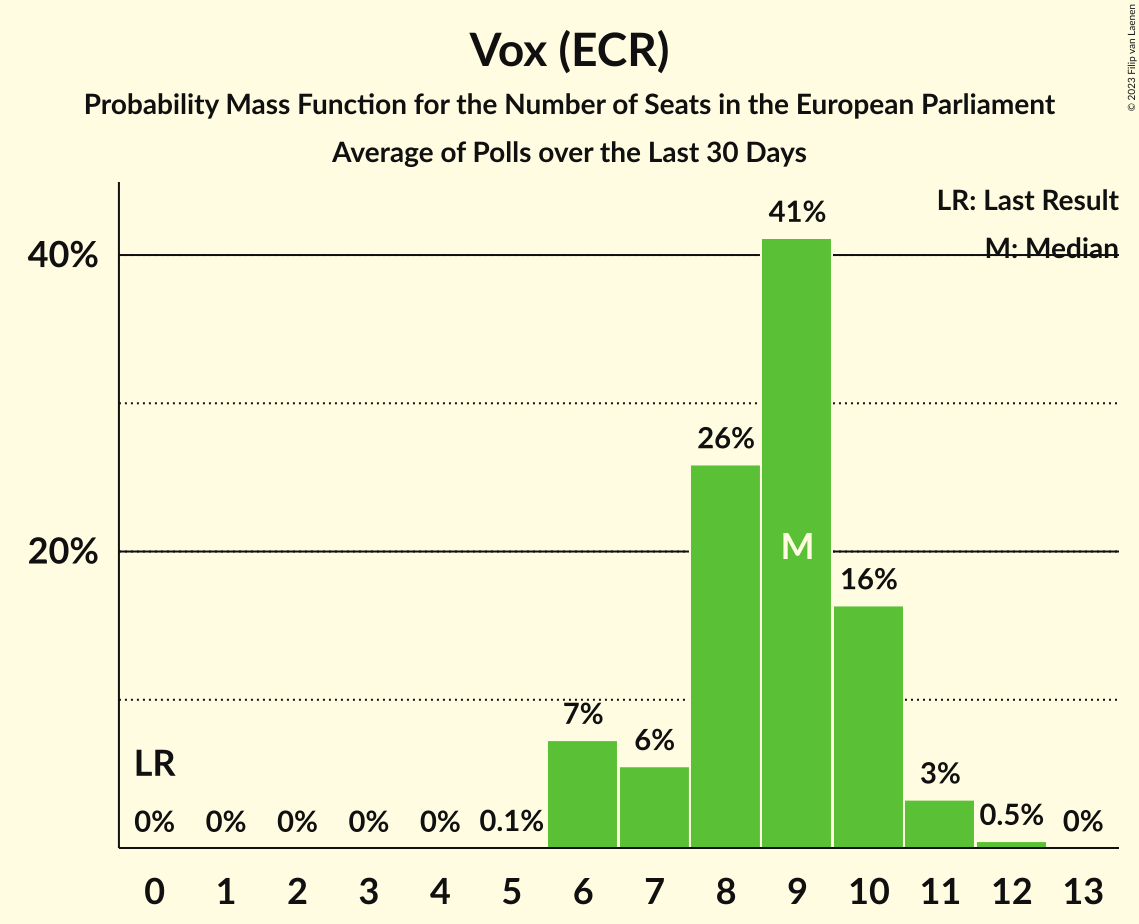 Vox (ECR)
Probability Mass Function for the Number of Seats in the European Parliament
Average of Polls over the Last 30 Days
© 2023 Filip van Laenen
LR: Last Result
M: Median
40%
20%
41%
26%
M
16%
7%
6%
3%
LR
0% 0% 0% 0% 0% 0.1% 0.5% 0%
0 1 2 3 4 5 6 7 8 9 10 11 12 13